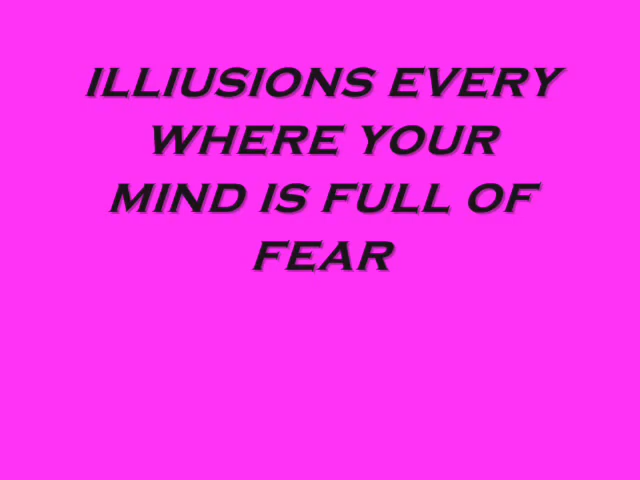 ILLIUSIONS EVERY
WHERE YOUR
MIND IS FULL OF
FEAR